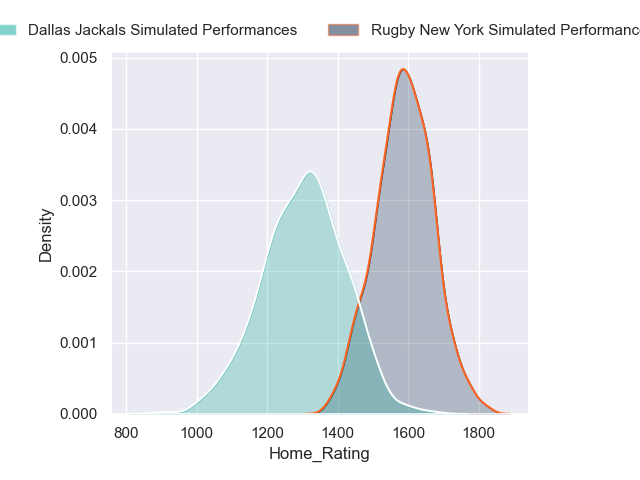 Dallas Jackals Simulated Performances Rugby New York Simulated Performanc
0.005
0.004
0.003
0.002
0.001
0.000
Density
800 1000 1200 1400 1600 1800
Home_Rating